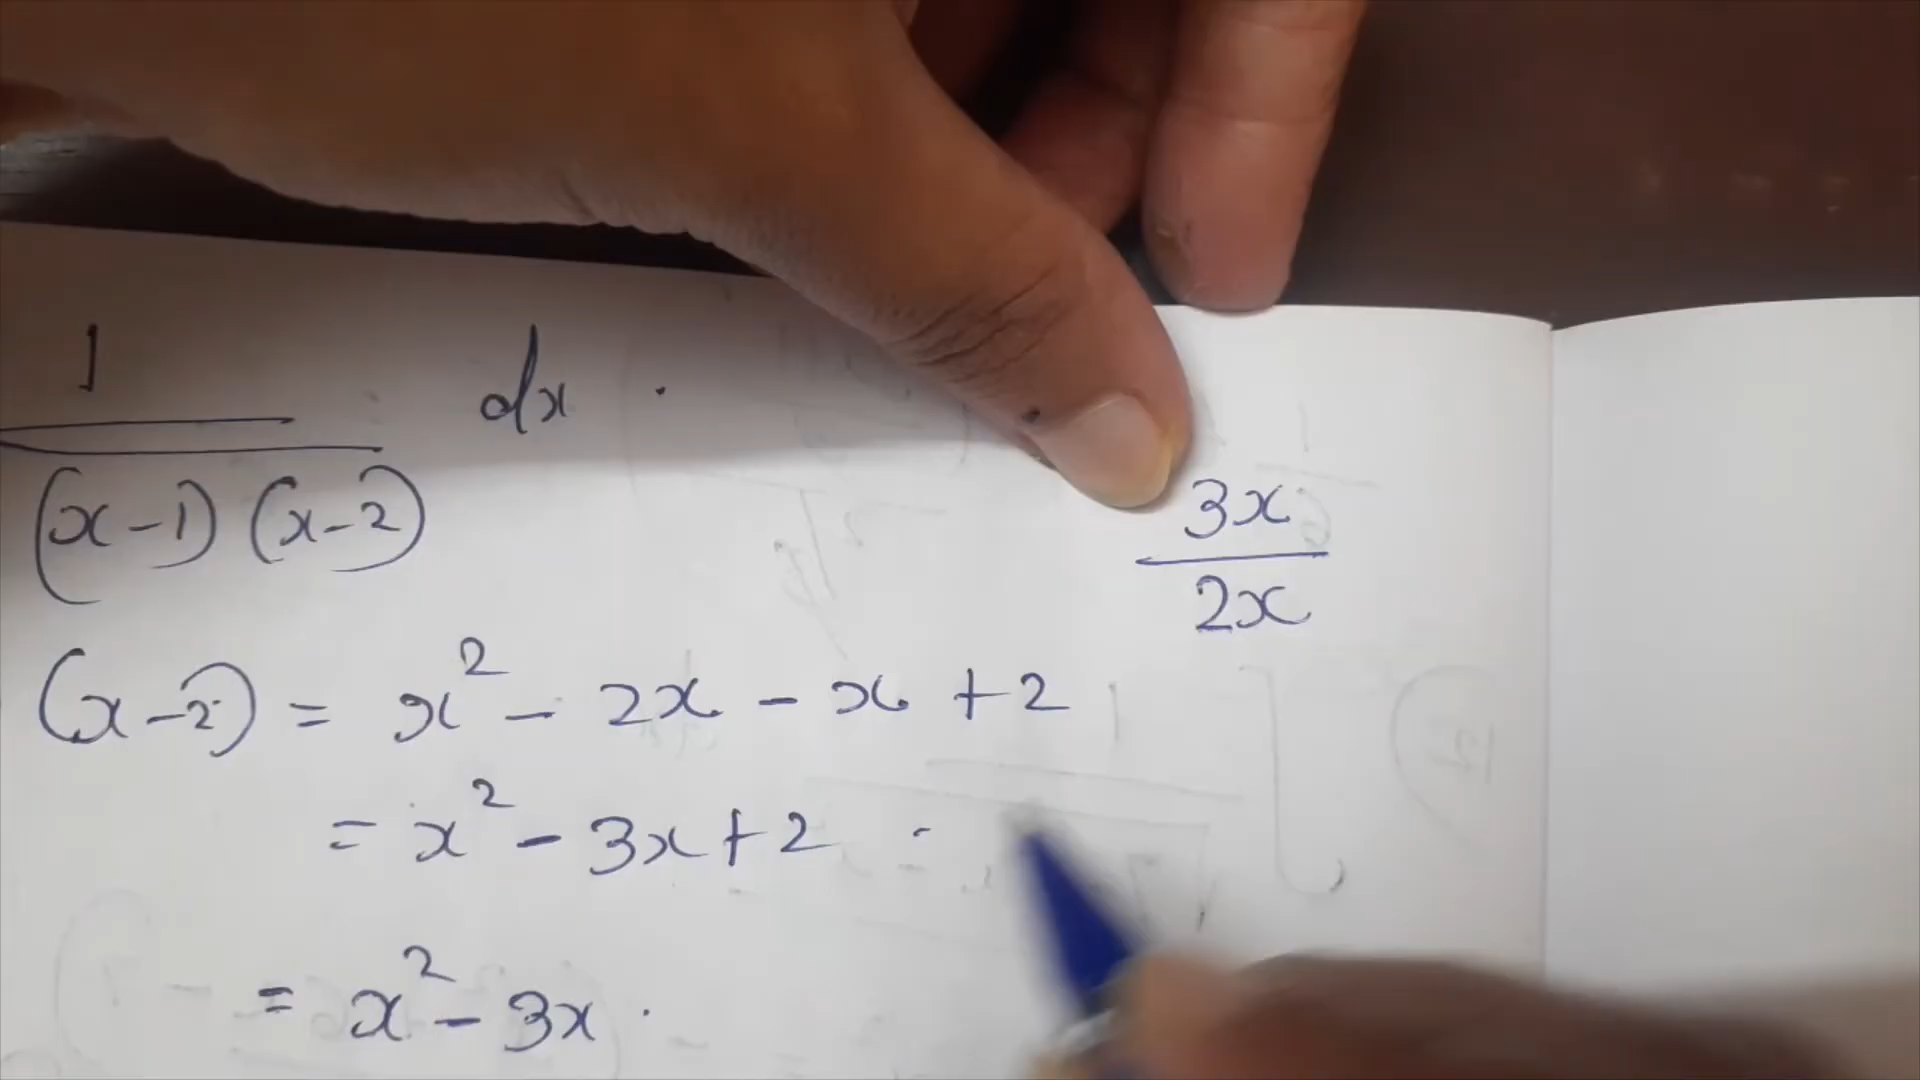 1 dx .
(x-1) (x-2)
3x
2x
(x-2) = x² - 2x - x + 2
= x² - 3x + 2
= x² - 3x .